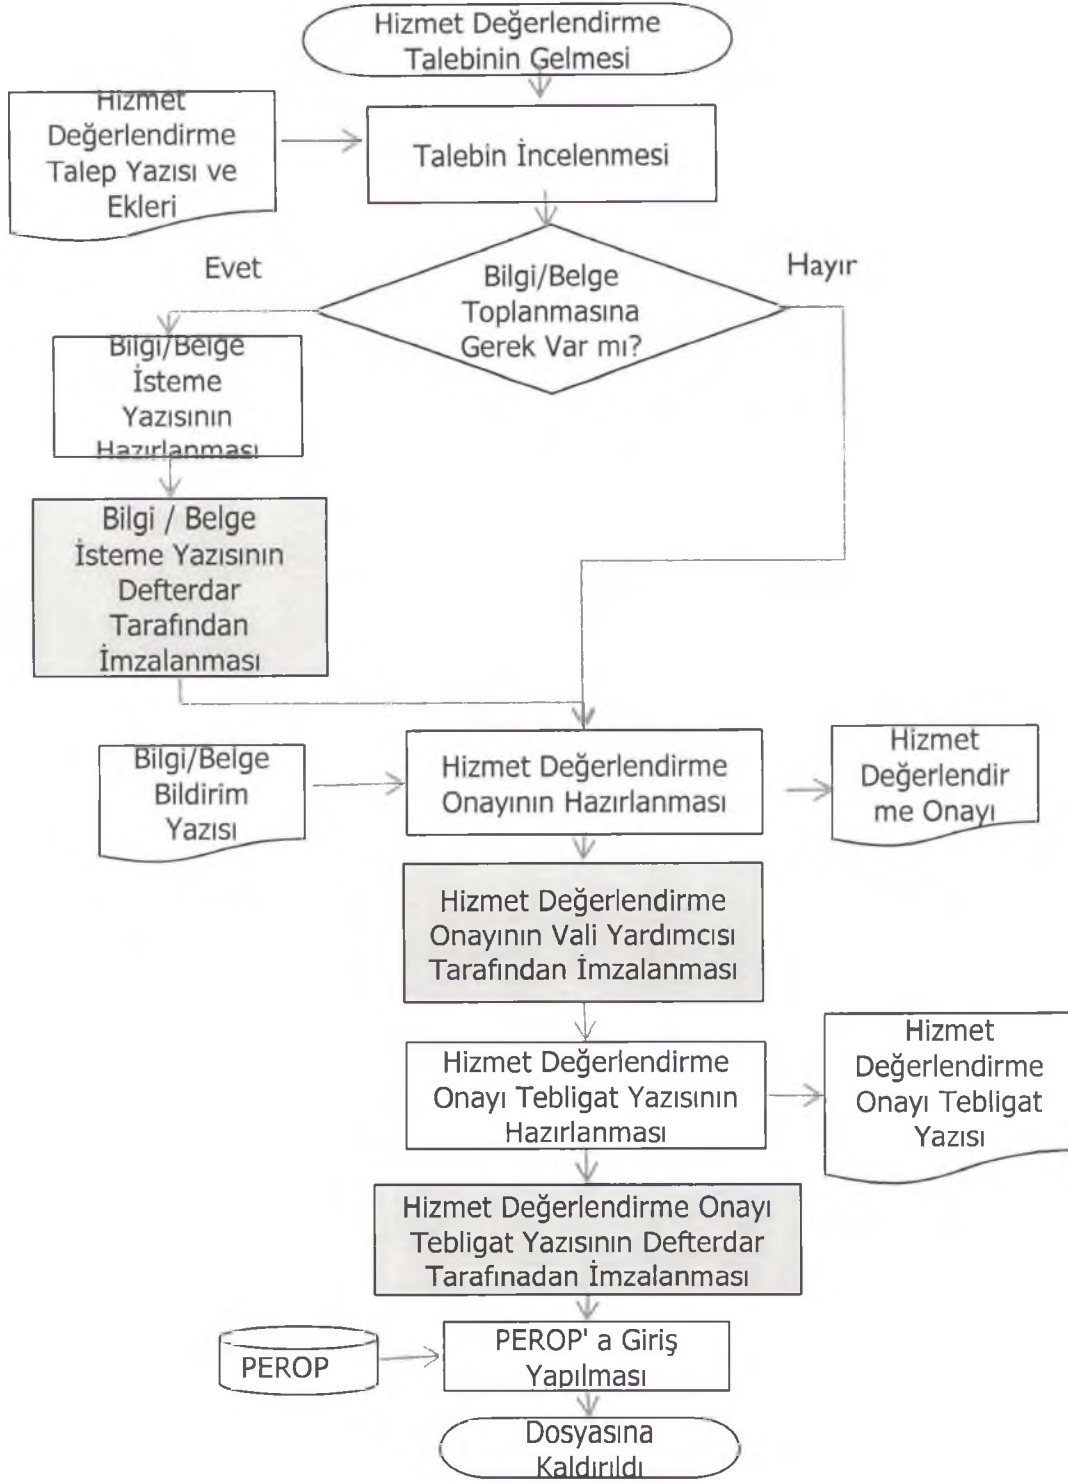 Hizmet Değerlendirme
Talebinin Gelmesi
Hizmet
Değerlendirme
Talep Yazısı ve
Ekleri
Talebin İncelenmesi
Evet
Bilgi/Belge
Toplanmasına
Gerek Var mı?
Hayır
Bilgi/Belge
İsteme
Yazısının
Hazırlanması
Bilgi / Belge
İsteme Yazısının
Defterdar
Tarafından
İmzalanması
Bilgi/Belge
Bildirim
Yazısı
Hizmet Değerlendirme
Onayının Hazırlanması
Hizmet
Değerlendir
me Onayı
Hizmet Değerlendirme
Onayının Vali Yardımcısı
Tarafından İmzalanması
Hizmet Değerlendirme
Onayı Tebligat Yazısının
Hazırlanması
Hizmet
Değerlendirme
Onayı Tebligat
Yazısı
Hizmet Değerlendirme Onayı
Tebligat Yazısının Defterdar
Tarafınadan İmzalanması
PEROP
PEROP' a Giriş
Yapılması
Dosyasına
Kaldırıldı